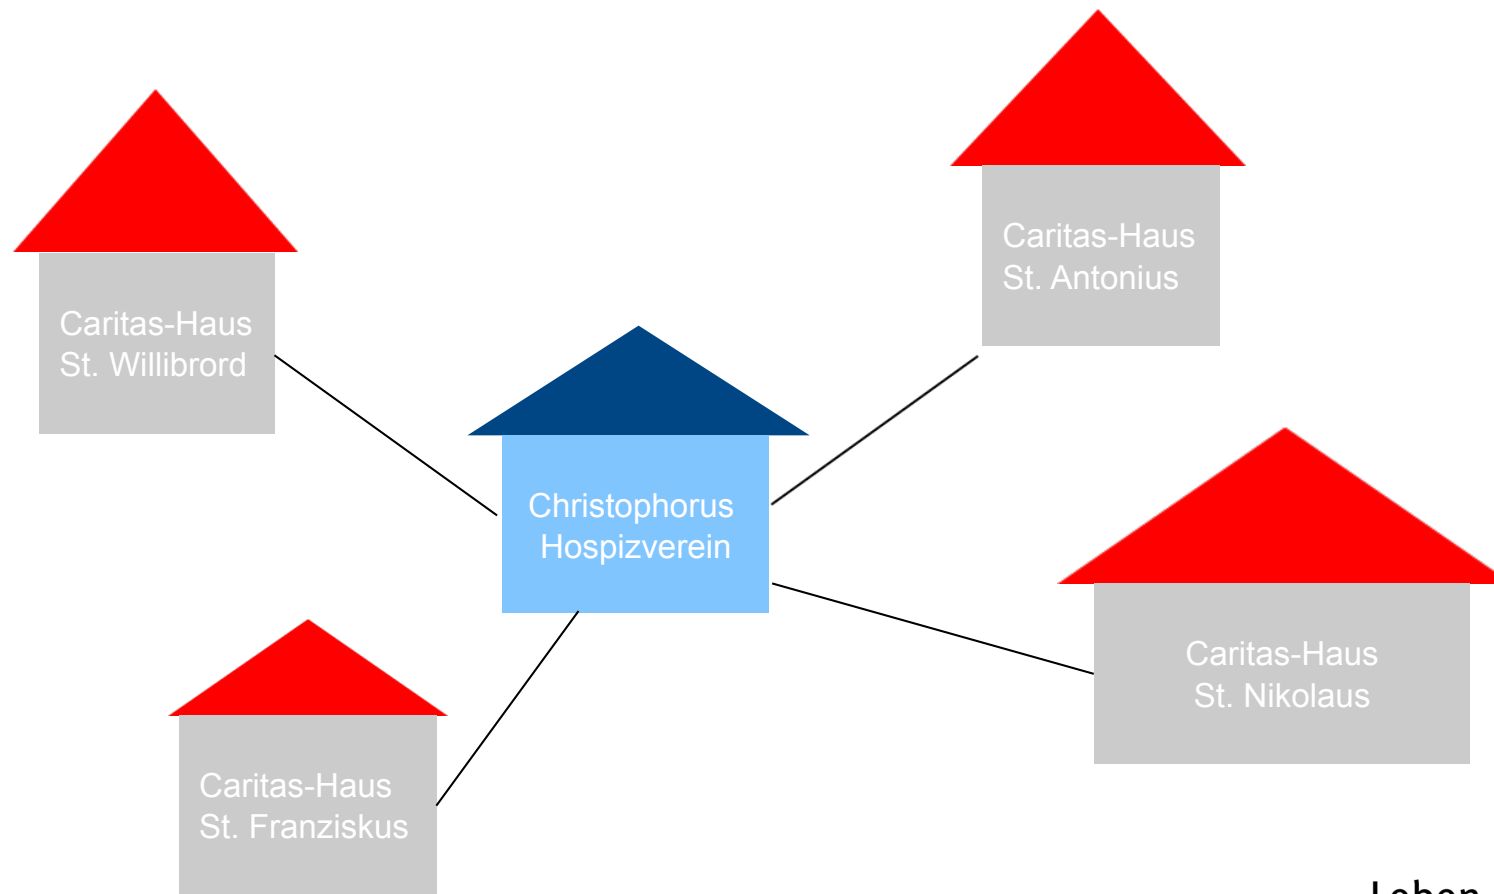 Caritas-Haus
St. Antonius
Caritas-Haus
St. Willibrord
Christophorus
Hospizverein
Caritas-Haus
St. Nikolaus
Caritas-Haus
St. Franziskus